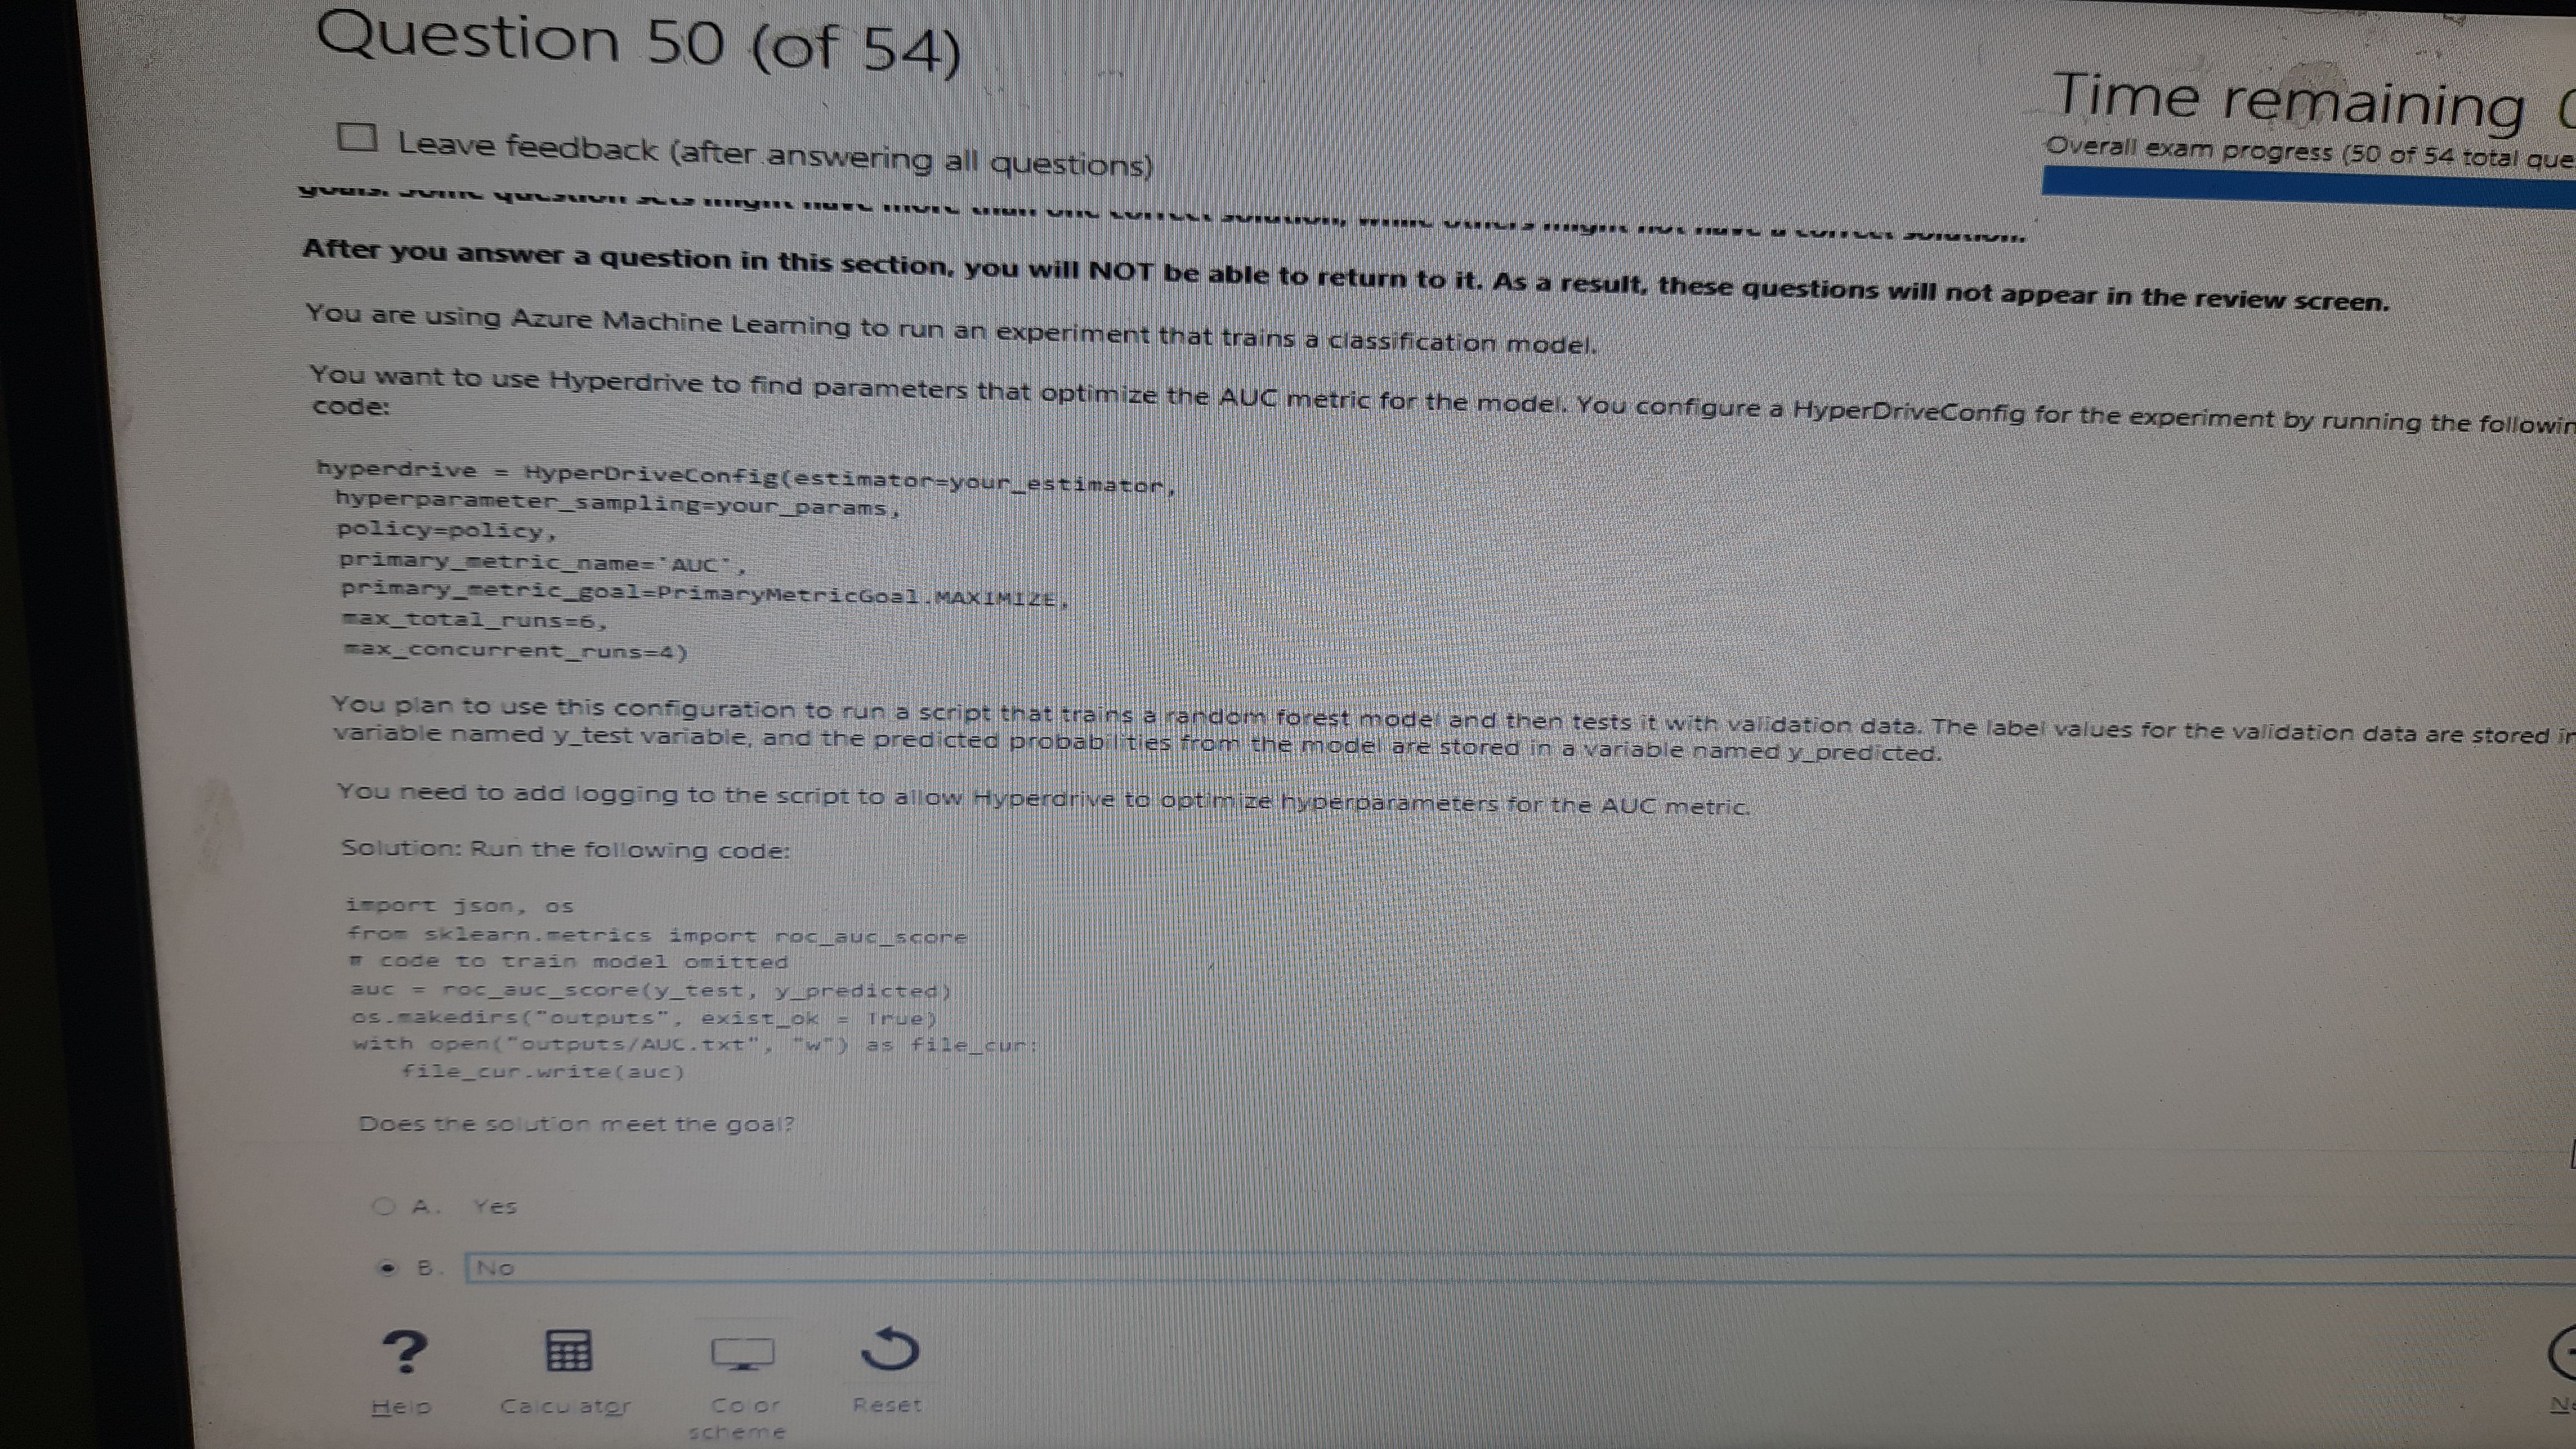 Question 50 (of 54)
Time remaining
Leave feedback (after answering all questions)
Overall exam progress (50 of 54 total que
After you answer a question in this section, you will NOT be able to return to it. As a result, these questions will not appear in the review screen.
You are using Azure Machine Learning to run an experiment that trains a classification model.
You want to use Hyperdrive to find parameters that optimize the AUC metric for the model. You configure a HyperDriveConfig for the experiment by running the followin
code:
hyperdrive = HyperDriveConfig(estimator=your_estimator,
hyperparameter_sampling=your_params,
policy=policy,
primary_metric_name='AUC',
primary_metric_goal=PrimaryMetricGoal.MAXIMIZE,
max_total_runs=6,
max_concurrent_runs=4)
You plan to use this configuration to run a script that trains a random forest model and then tests it with validation data. The label values for the validation data are stored in
variable named y_test variable, and the predicted probabilities from the model are stored in a variable named y_predicted.
You need to add logging to the script to allow Hyperdrive to optimize hyperparameters for the AUC metric.
Solution: Run the following code:
import json, os
from sklearn.metrics import roc_auc_score
# code to train model omitted
auc = roc_auc_score(y_test, y_predicted)
os.makedirs("outputs", exist_ok = True)
with open("outputs/AUC.txt", "w") as file_cur:
file_cur.write(auc)
Does the solution meet the goal?
A. Yes
B. No
Help Calculator Color scheme Reset